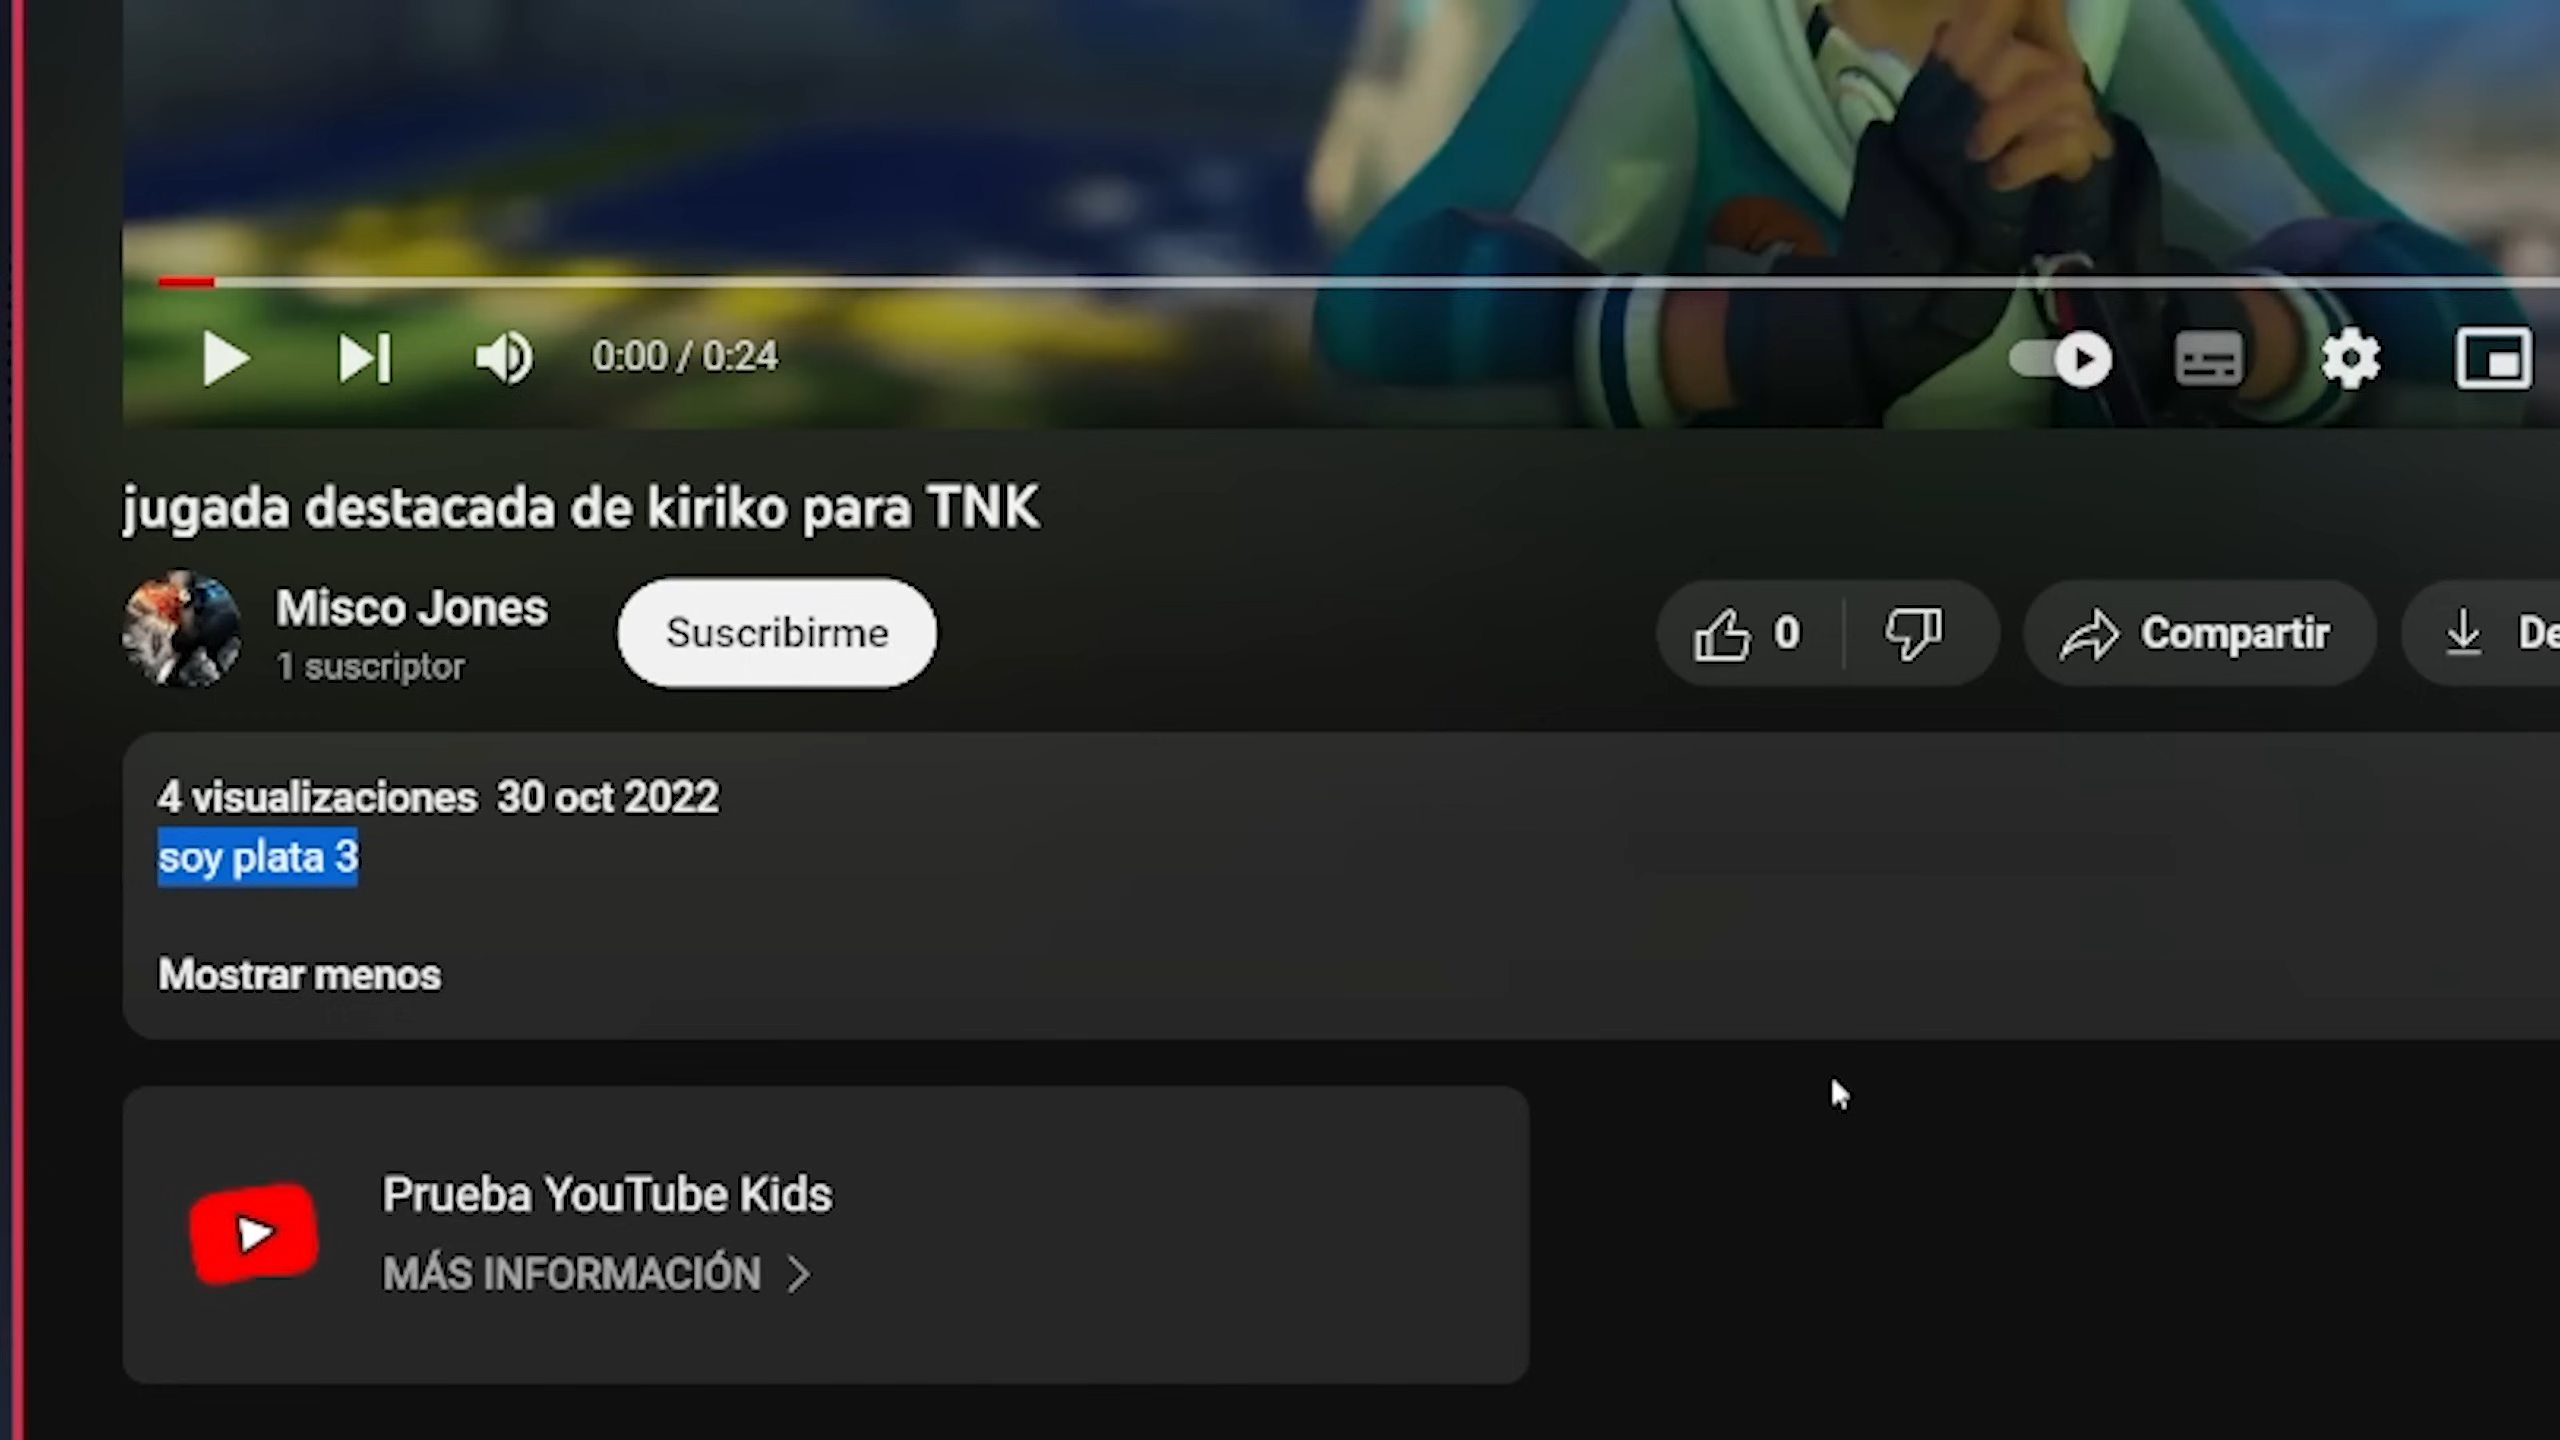 0:00 / 0:24
jugada destacada de kiriko para TNK
Misco Jones
1 suscriptor
Suscribirme
0
Compartir
4 visualizaciones 30 oct 2022
soy plata 3
Mostrar menos
Prueba YouTube Kids
MÁS INFORMACIÓN